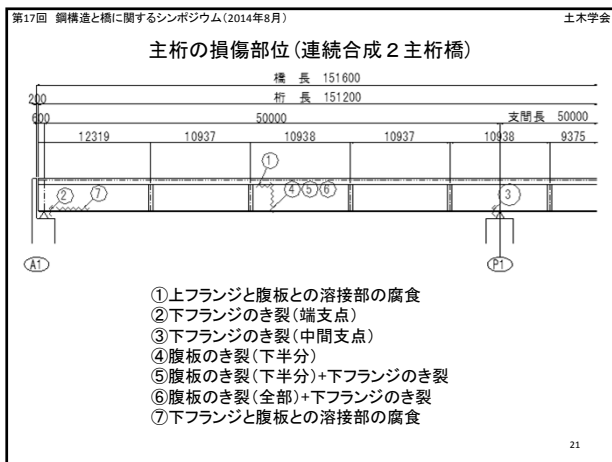 第17回 鋼構造と橋に関するシンポジウム(2014年8月) 土木学会
主桁の損傷部位(連続合成2主桁橋)
橋 長 151600
200 桁 長 151200
600 50000 支間長 50000
12319 10937 10938 10937 10938 9375
①
② ⑦ ④⑤⑥ ③
A1 P1
①上フランジと腹板との溶接部の腐食
②下フランジのき裂(端支点)
③下フランジのき裂(中間支点)
④腹板のき裂(下半分)
⑤腹板のき裂(下半分)+下フランジのき裂
⑥腹板のき裂(全部)+下フランジのき裂
⑦下フランジと腹板との溶接部の腐食
21